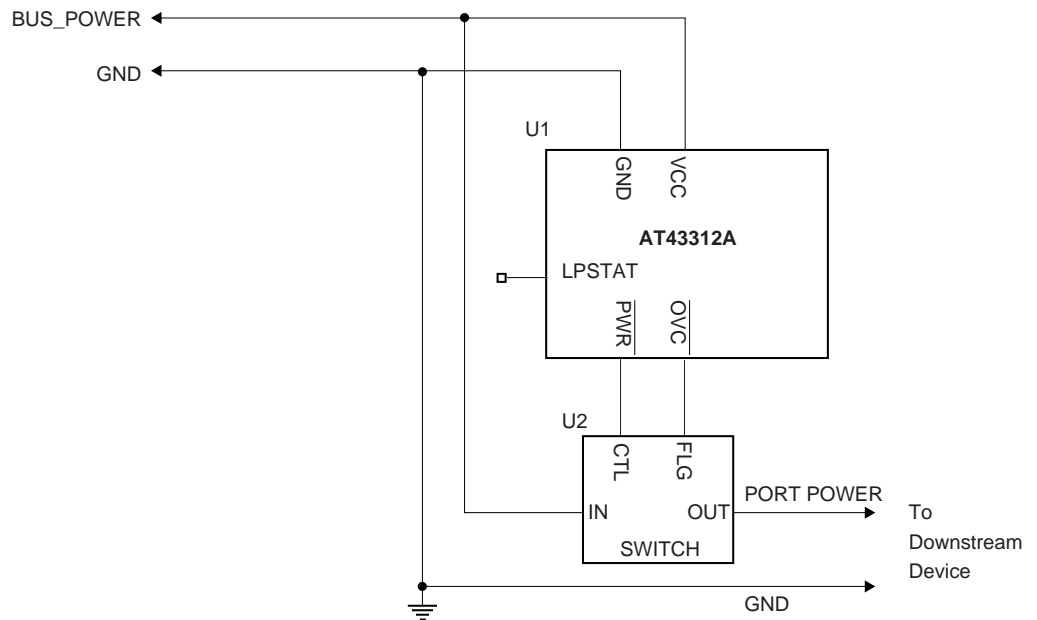 BUS_POWER
GND
U1
GND
VCC
AT43312A
LPSTAT
PWR
OVC
U2
CTL
FLG
IN
OUT
SWITCH
PORT POWER
To
Downstream
Device
GND